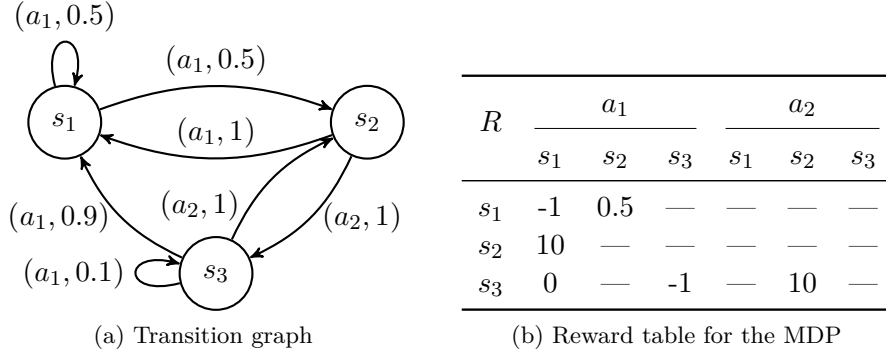 (a₁, 0.5)
(a₁, 0.5)
s₁
s₂
(a₁, 1)
(a₁, 0.9)
(a₂, 1)
(a₂, 1)
(a₁, 0.1)
s₃
(a) Transition graph
R a₁ a₂
s₁ s₂ s₃ s₁ s₂ s₃
s₁ -1 0.5 — — — —
s₂ 10 — — — — —
s₃ 0 — -1 — 10 —
(b) Reward table for the MDP